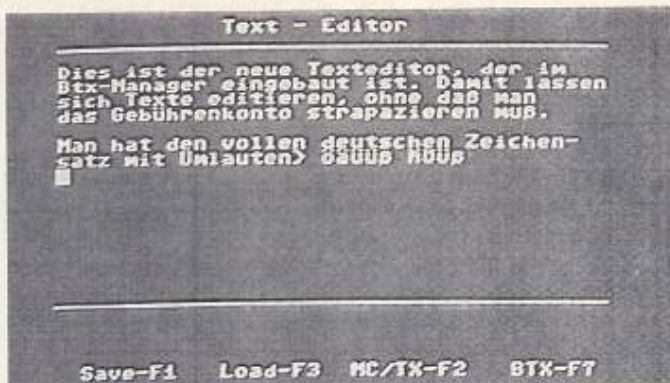 Text - Editor
Dies ist der neue Texteditor, der im
Btx-Manager eingebaut ist. Damit lassen
sich Texte editieren, ohne daß man
das Gebührenkonto strapazieren muß.
Man hat den vollen deutschen Zeichen-
satz mit Umlauten>
Save-F1 Load-F3 MC/TX-F2 BTX-F7